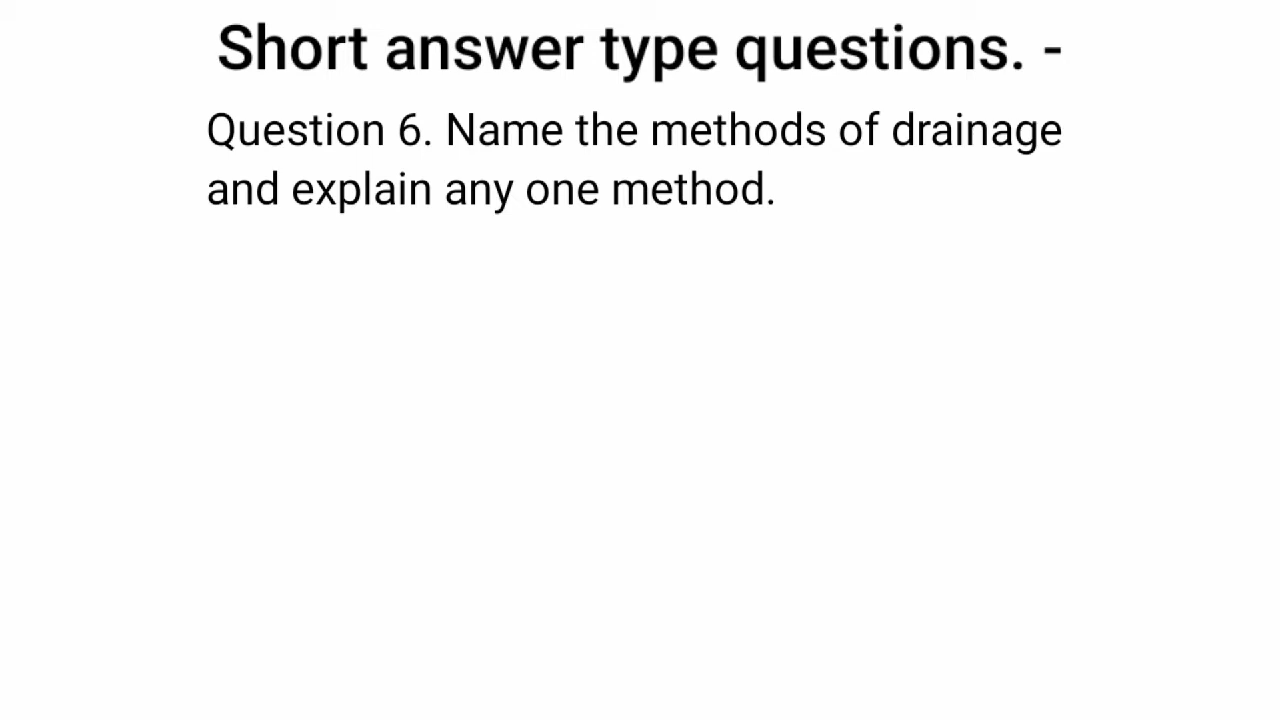 Short answer type questions. -
Question 6. Name the methods of drainage
and explain any one method.